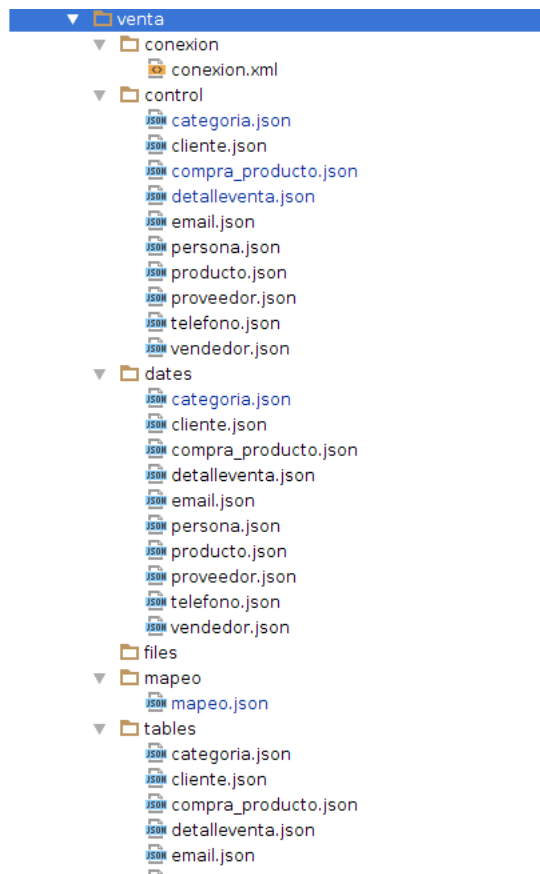 venta
conexion
conexion.xml
control
categoria.json
cliente.json
compra_producto.json
detalleventa.json
email.json
persona.json
producto.json
proveedor.json
telefono.json
vendedor.json
dates
categoria.json
cliente.json
compra_producto.json
detalleventa.json
email.json
persona.json
producto.json
proveedor.json
telefono.json
vendedor.json
files
mapeo
mapeo.json
tables
categoria.json
cliente.json
compra_producto.json
detalleventa.json
email.json